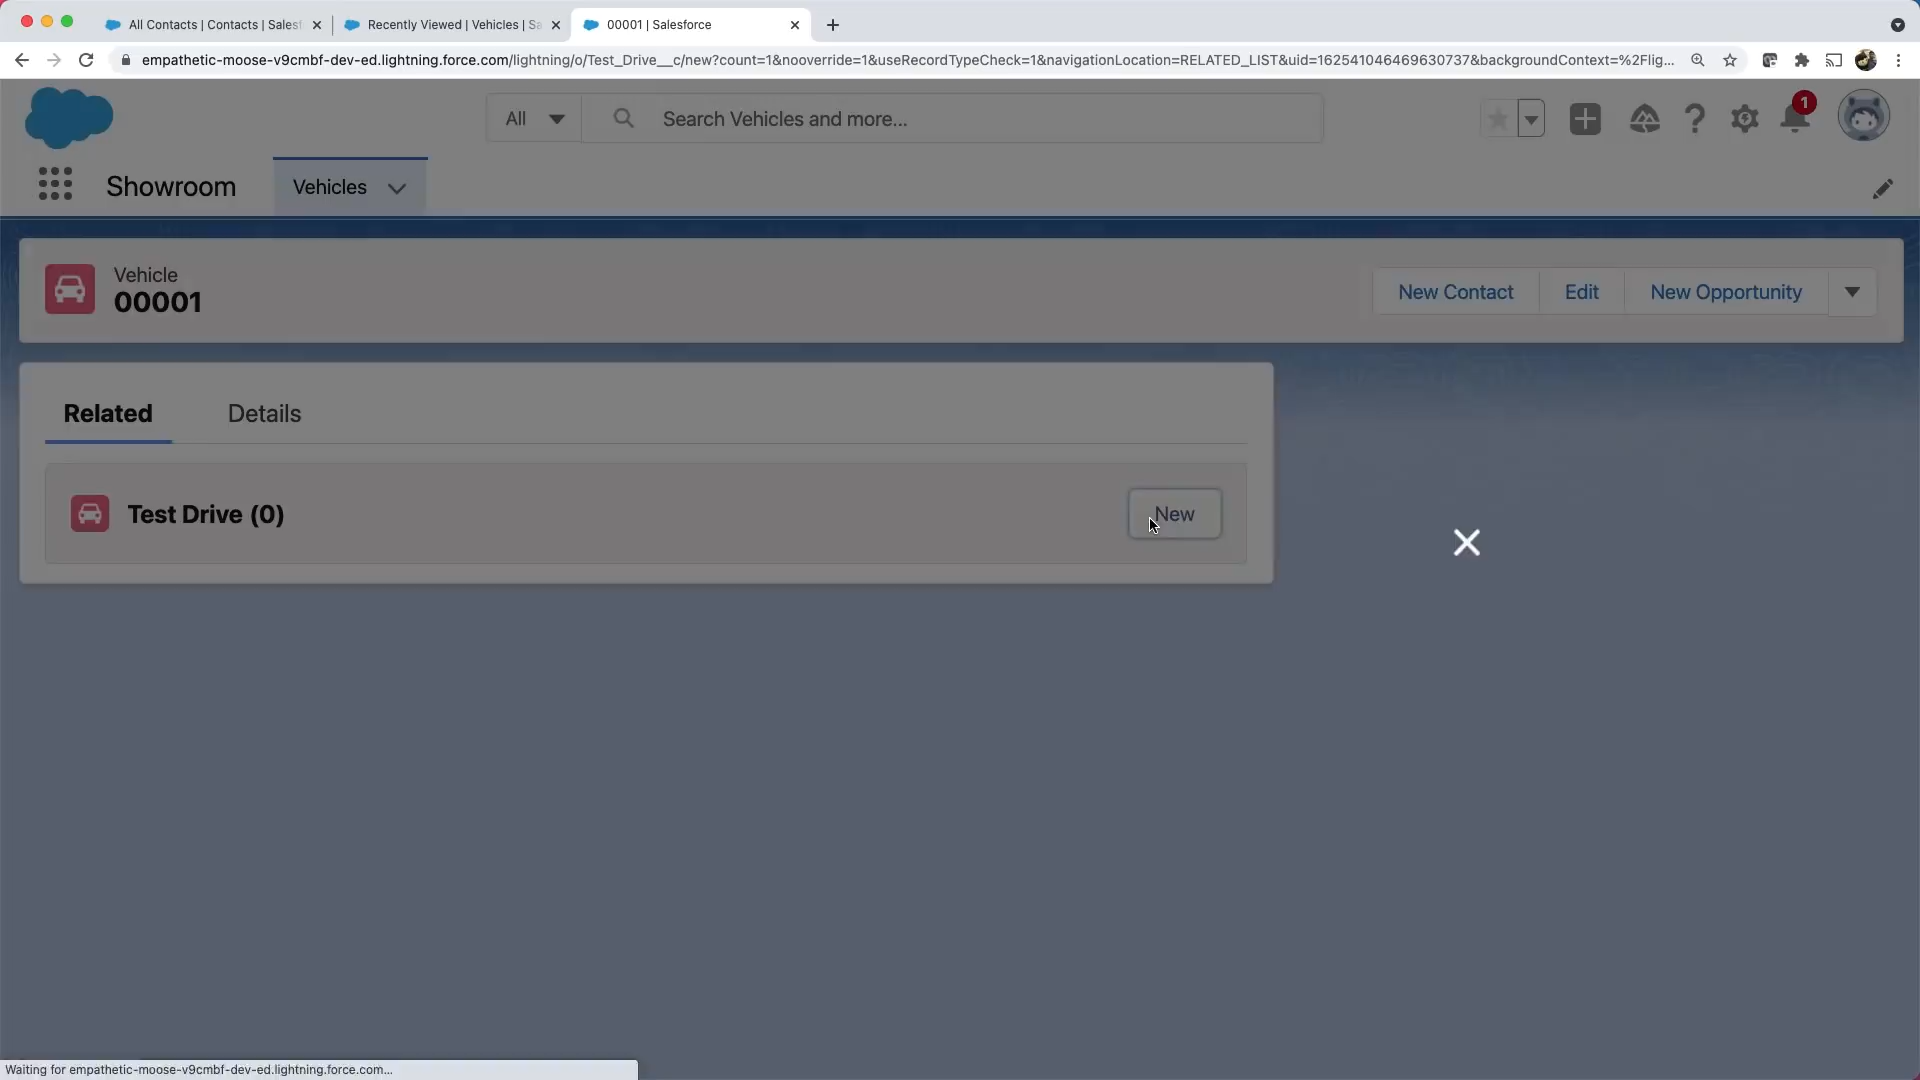 All Contacts | Contacts | Salesf
Recently Viewed | Vehicles | Sa
00001 | Salesforce
empathetic-moose-v9cmbf-dev-ed.lightning.force.com/lightning/o/Test_Drive__c/new?count=1&nooverride=1&useRecordTypeCheck=1&navigationLocation=RELATED_LIST&uid=162541046469630737&backgroundContext=%2Flig...
All
Search Vehicles and more...
1
Showroom
Vehicles
Vehicle
00001
New Contact
Edit
New Opportunity
Related
Details
Test Drive (0)
New
Waiting for empathetic-moose-v9cmbf-dev-ed.lightning.force.com...